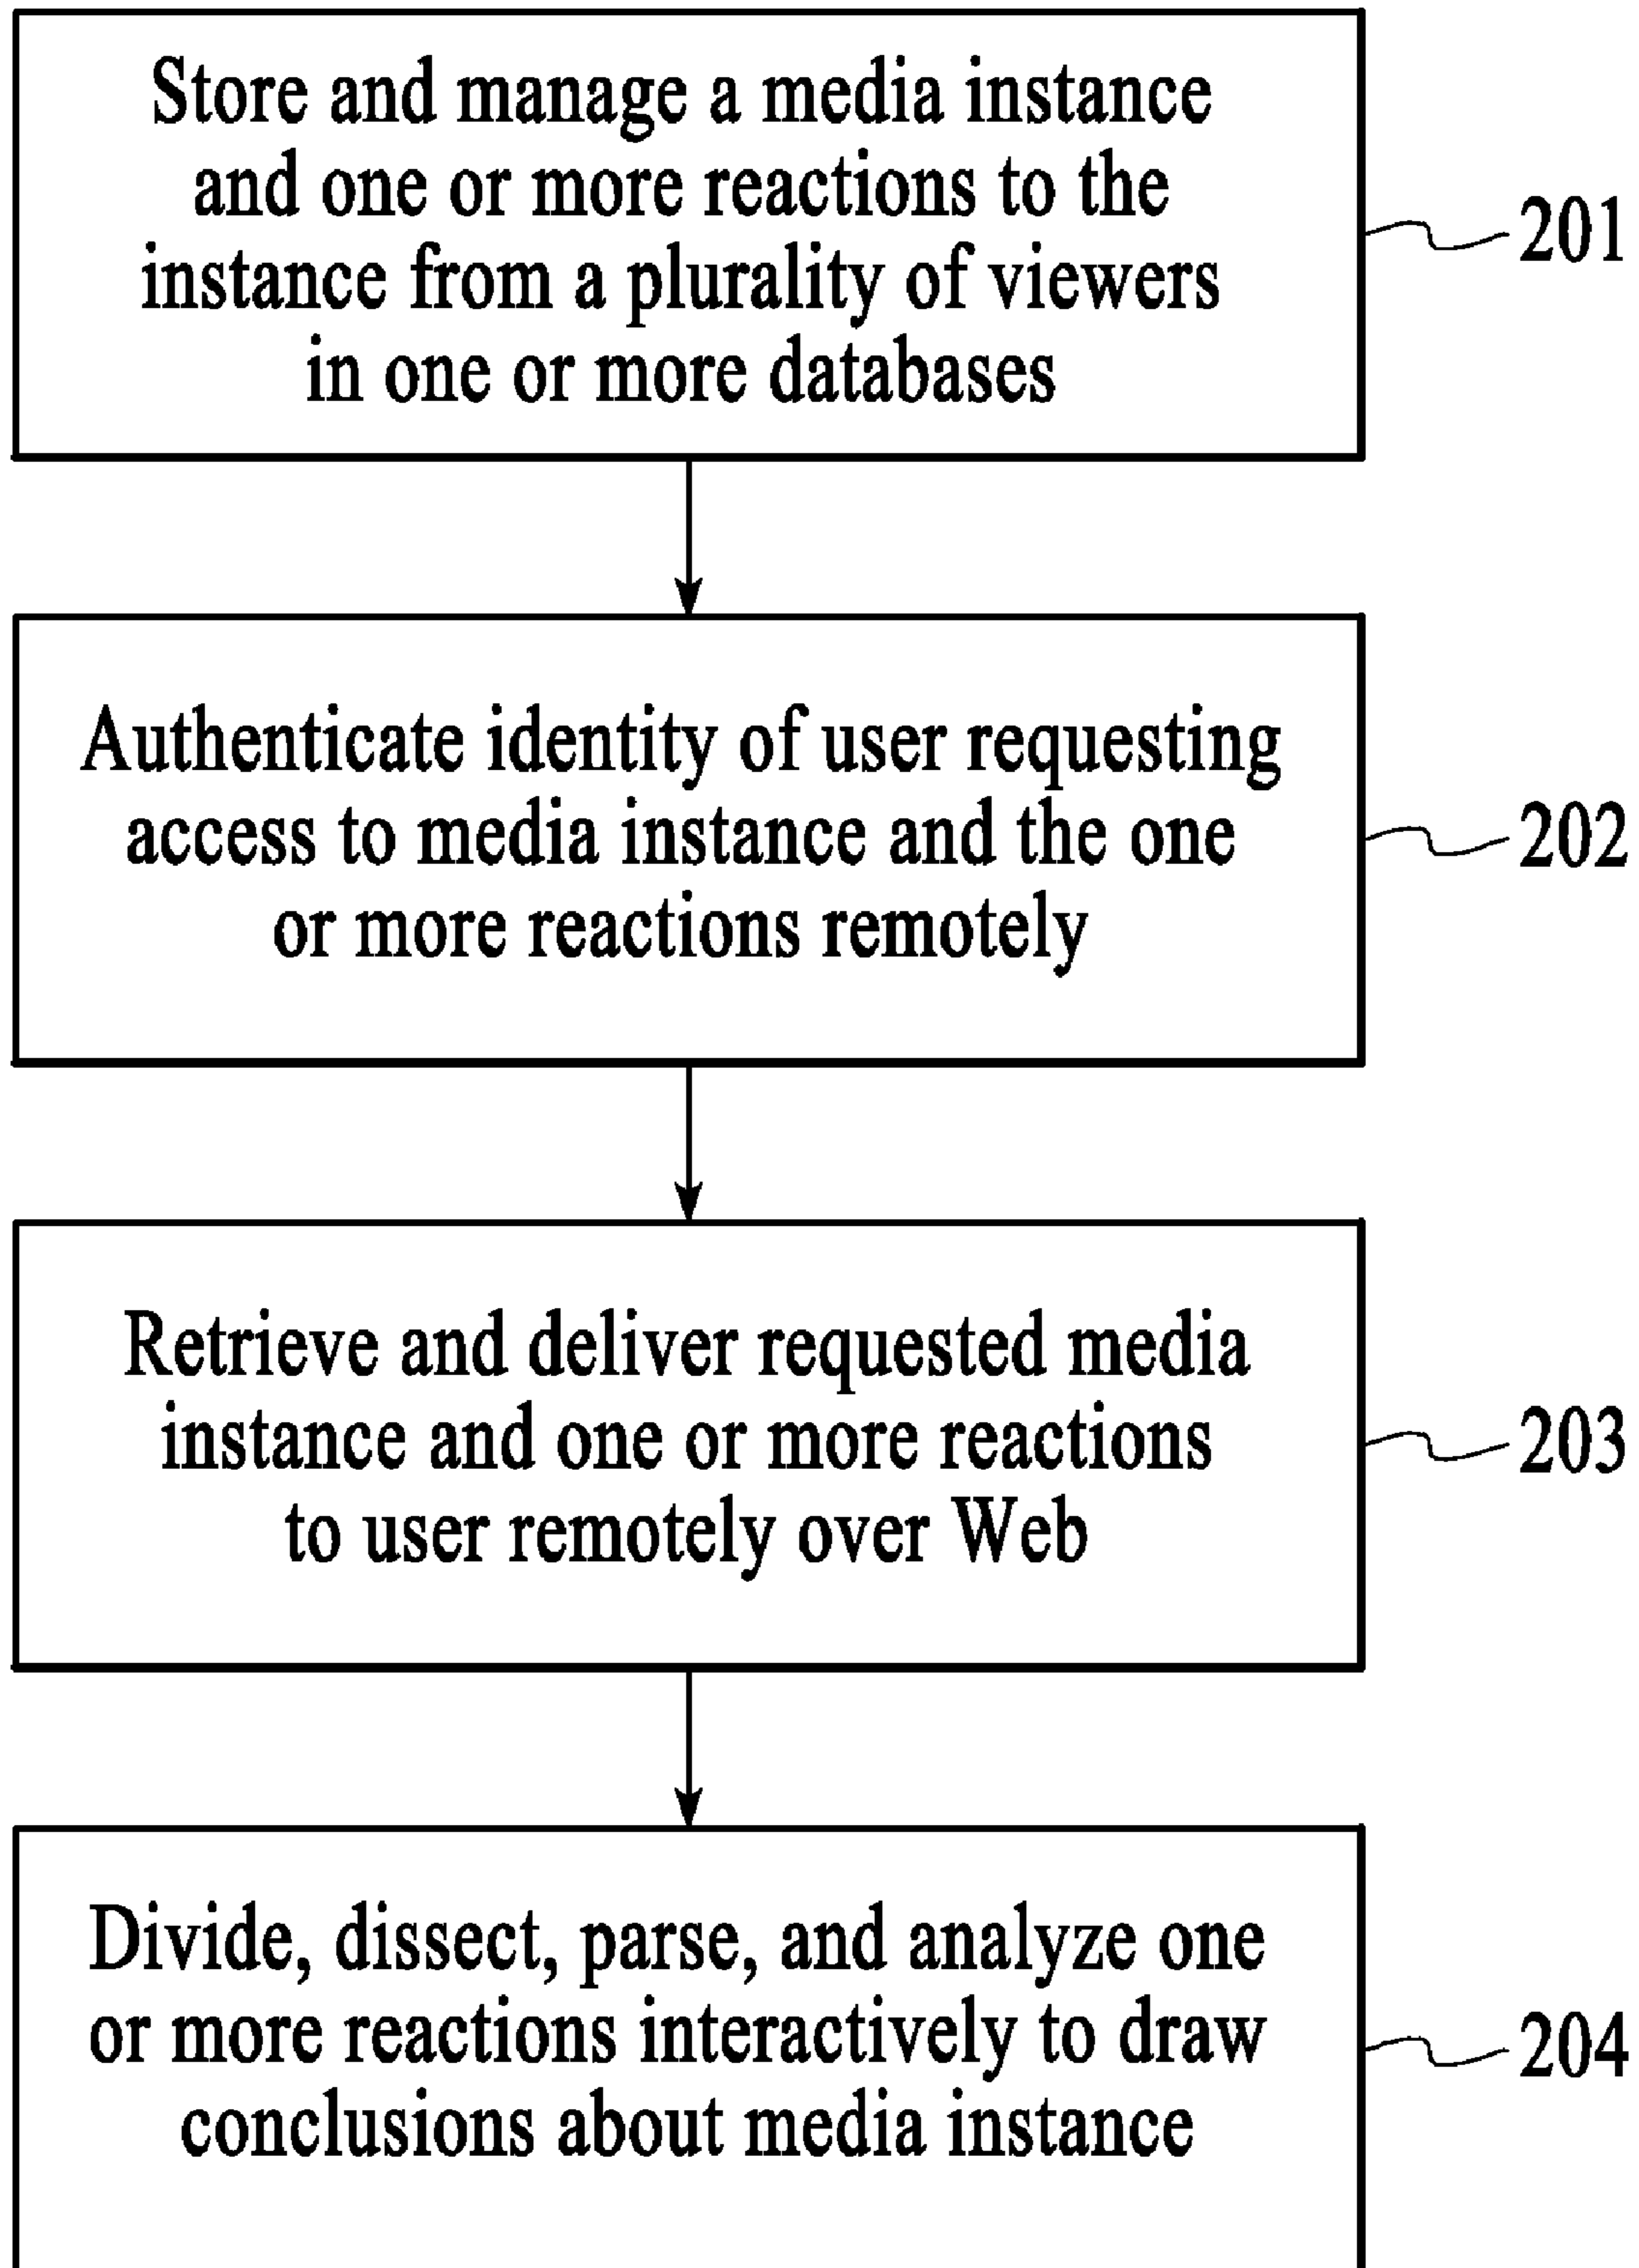 Store and manage a media instance
and one or more reactions to the
instance from a plurality of viewers
in one or more databases
201
Authenticate identity of user requesting
access to media instance and the one
or more reactions remotely
202
Retrieve and deliver requested media
instance and one or more reactions
to user remotely over Web
203
Divide, dissect, parse, and analyze one
or more reactions interactively to draw
conclusions about media instance
204